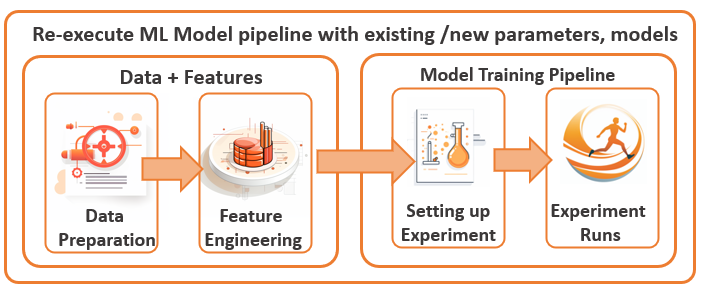 Re-execute ML Model pipeline with existing /new parameters, models
Data + Features
Model Training Pipeline
Data
Preparation
Feature
Engineering
Setting up
Experiment
Experiment
Runs